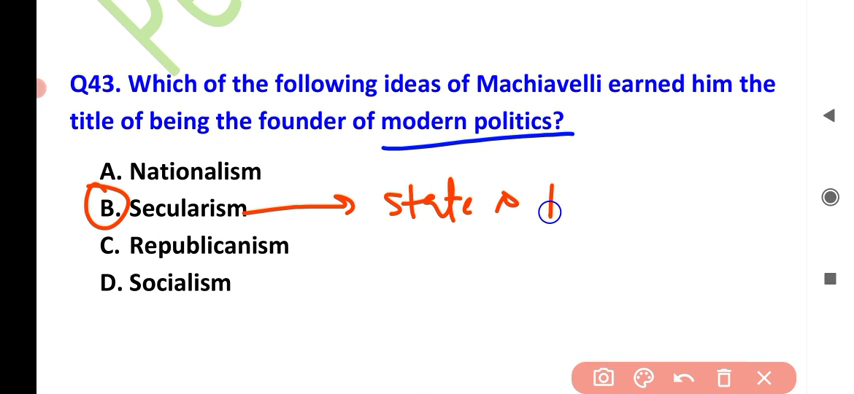 Q43. Which of the following ideas of Machiavelli earned him the
title of being the founder of modern politics?
A. Nationalism
B. Secularism
state
C. Republicanism
D. Socialism